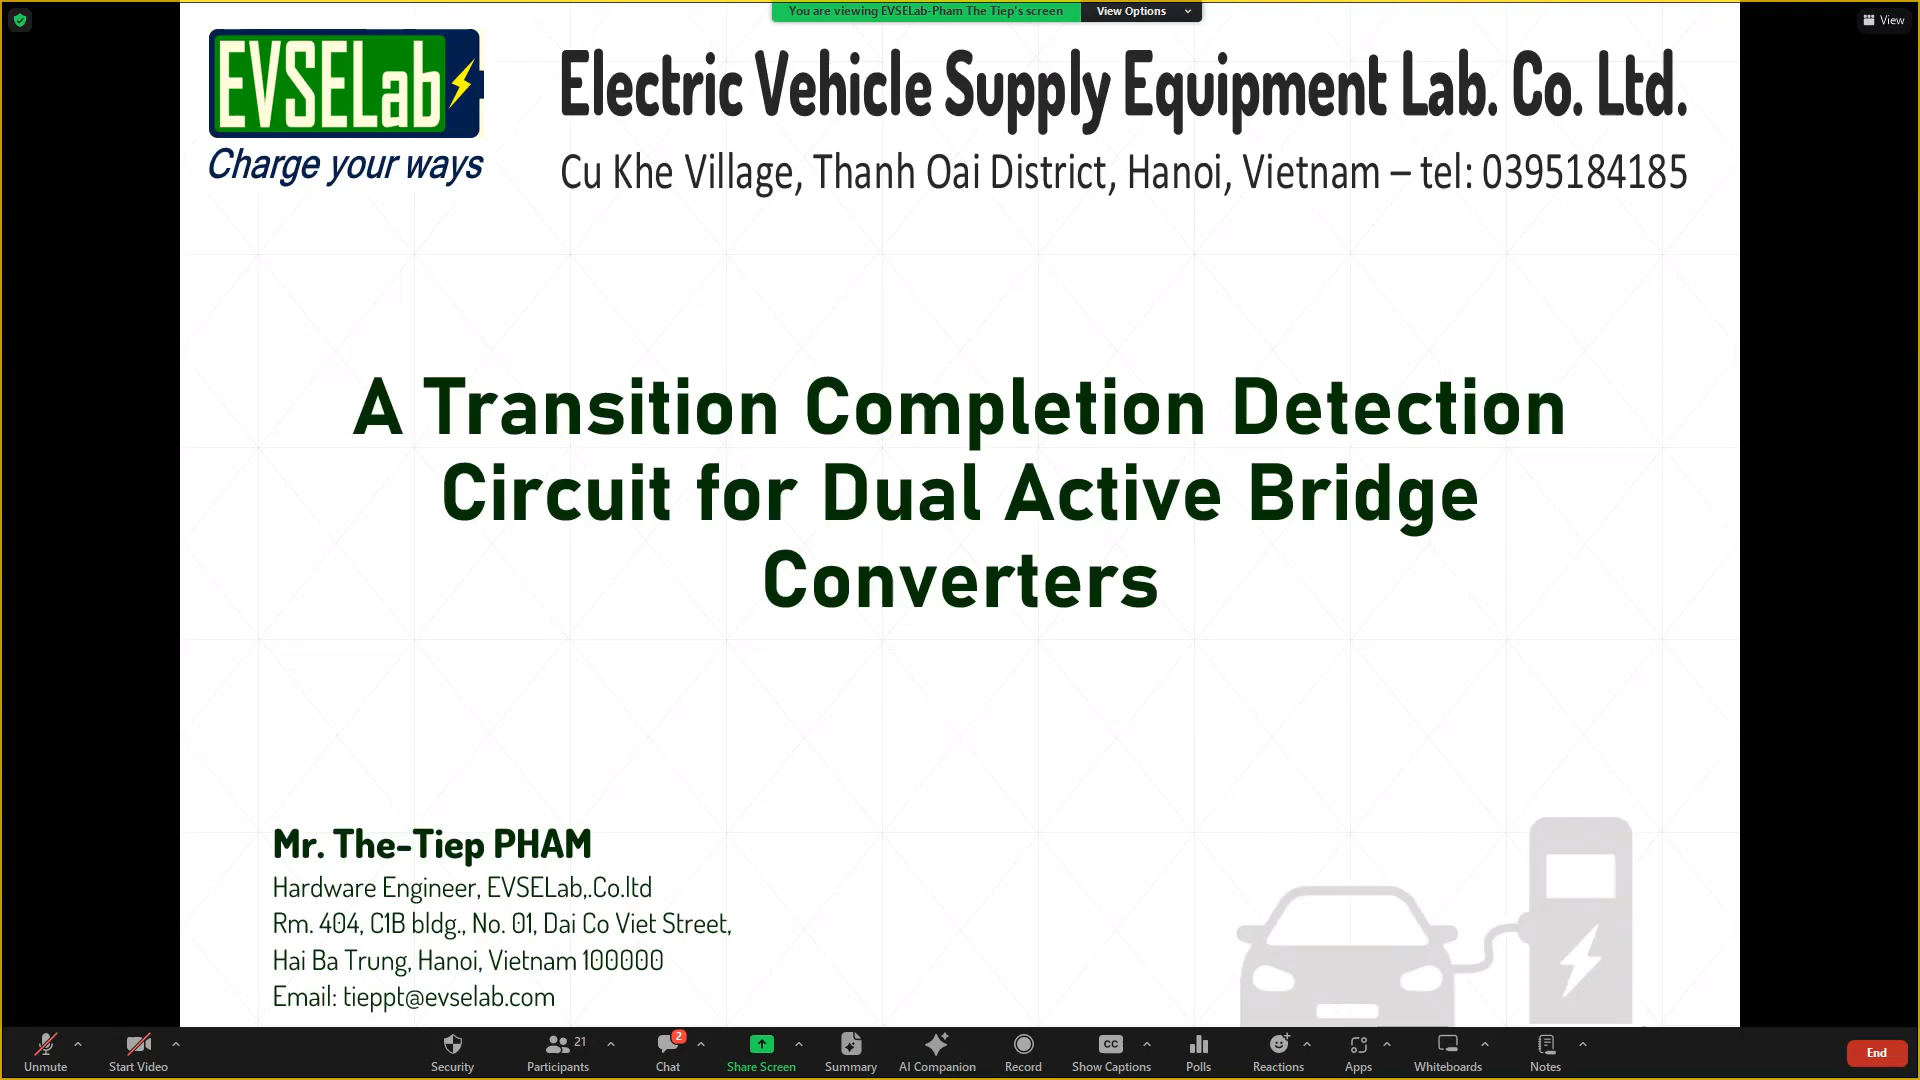 You are viewing EVSELab-Pham The Tiep's screen
View Options
View
EVSELab
Charge your ways
Electric Vehicle Supply Equipment Lab. Co. Ltd.
Cu Khe Village, Thanh Oai District, Hanoi, Vietnam – tel: 0395184185
A Transition Completion Detection
Circuit for Dual Active Bridge
Converters
Mr. The-Tiep PHAM
Hardware Engineer, EVSELab,.Co.ltd
Rm. 404, C1B bldg., No. 01, Dai Co Viet Street,
Hai Ba Trung, Hanoi, Vietnam 100000
Email: tieppt@evselab.com
21
2
CC
Unmute
Start Video
Security
Participants
Chat
Share Screen
Summary
AI Companion
Record
Show Captions
Polls
Reactions
Apps
Whiteboards
Notes
End